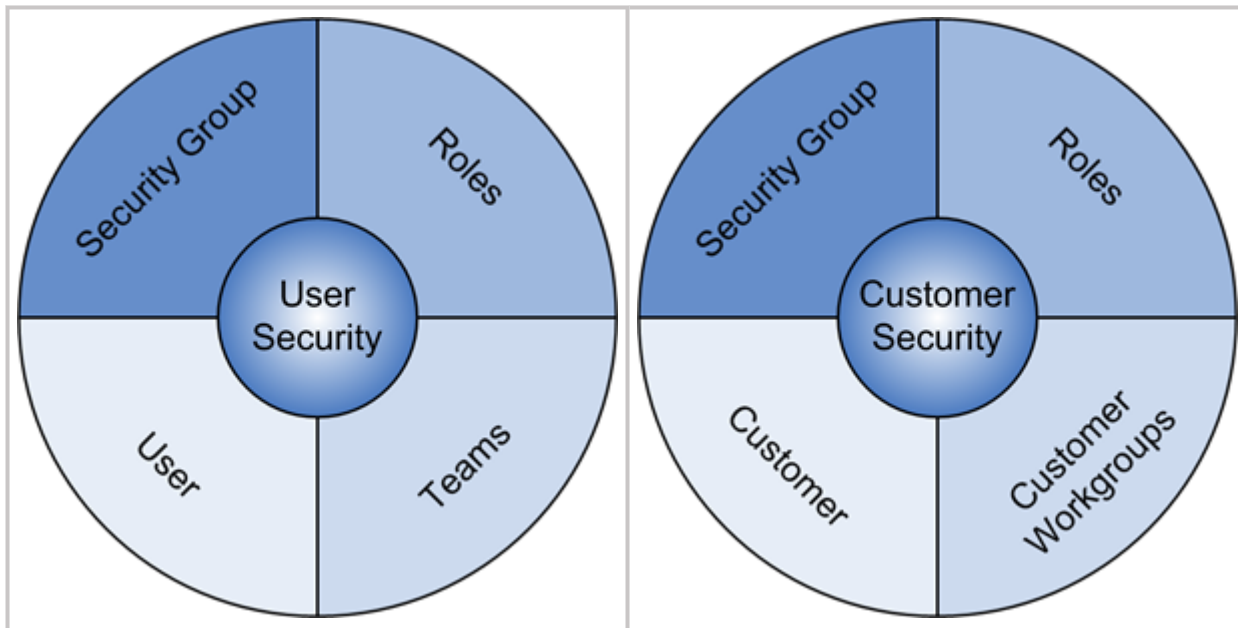 Security Group
Roles
User
Security
User
Teams
Security Group
Roles
Customer
Security
Customer
Customer
Workgroups